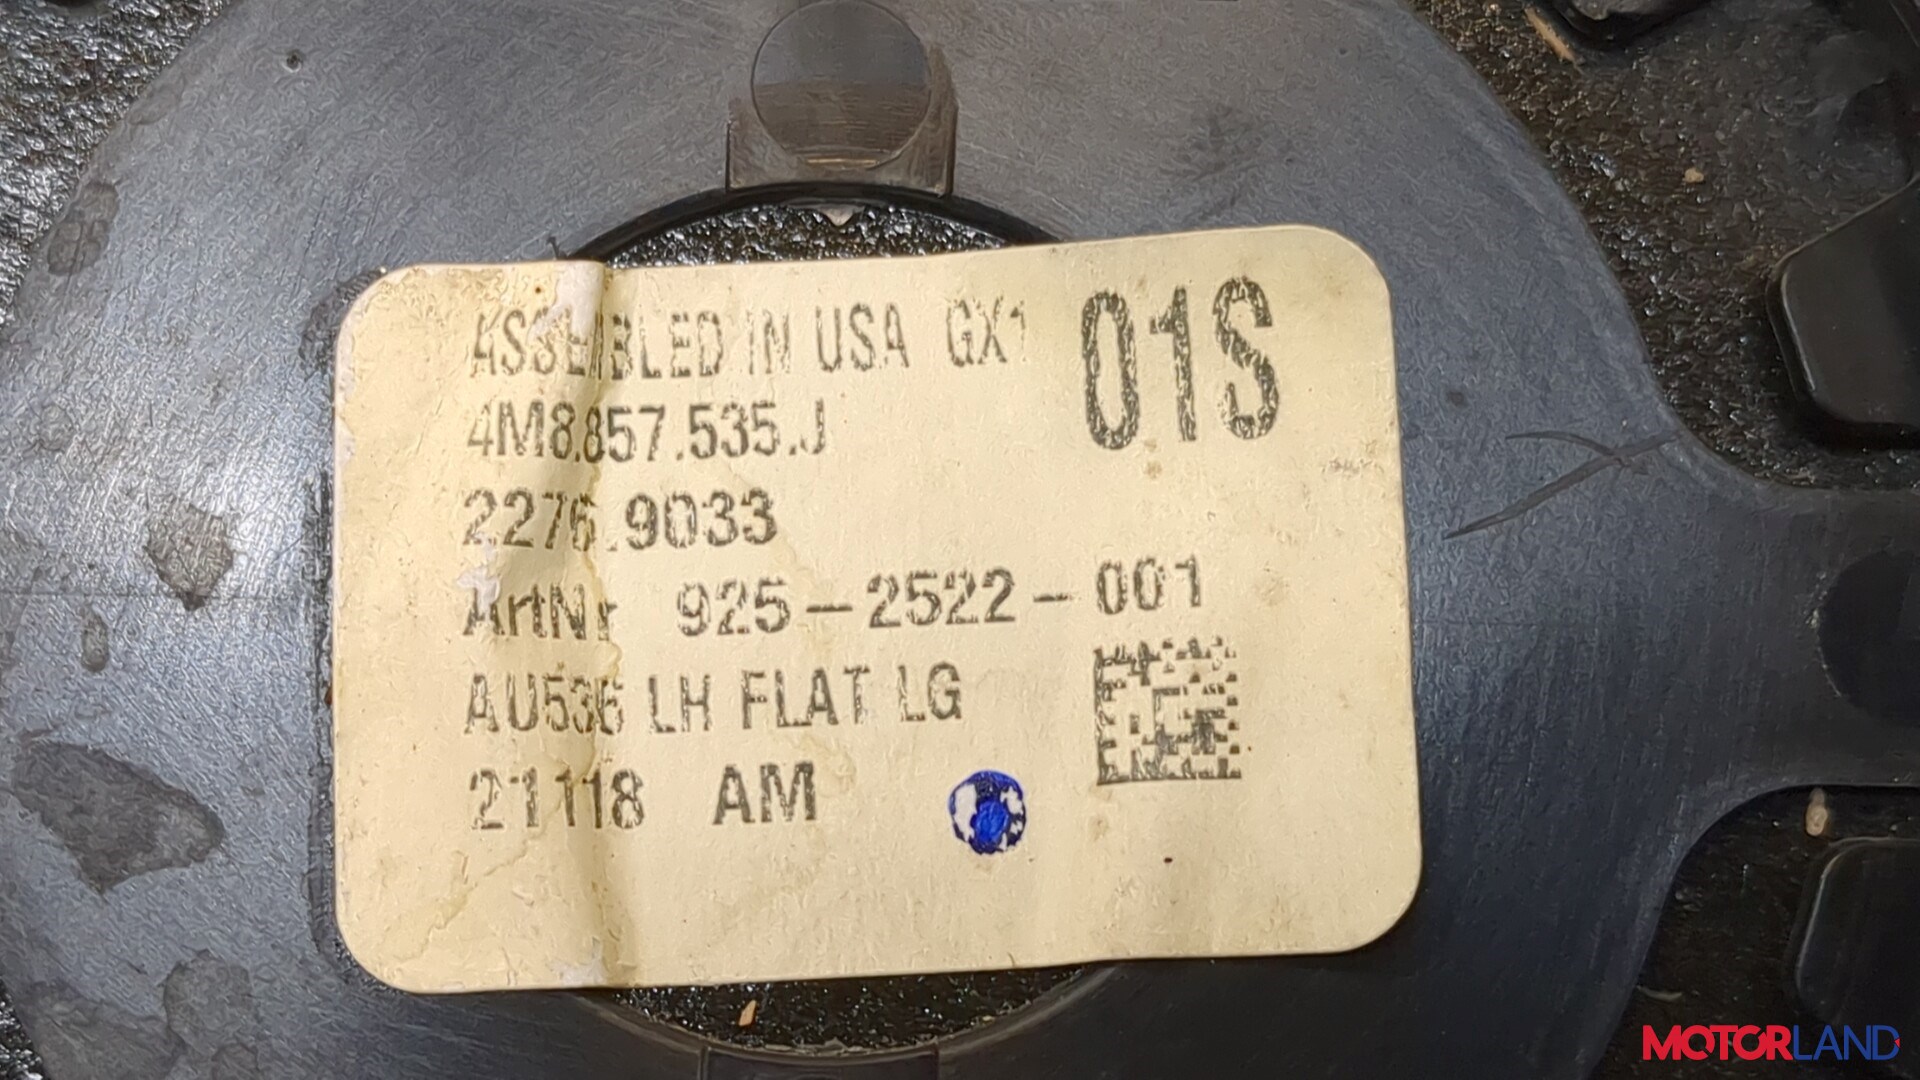 ASSEMBLED IN USA GX1 01S
4M8.857.535.J
2276.9033
ArtNr 925-2522-001
AU536 LH FLAT LG
21118 AM
MOTORLAND